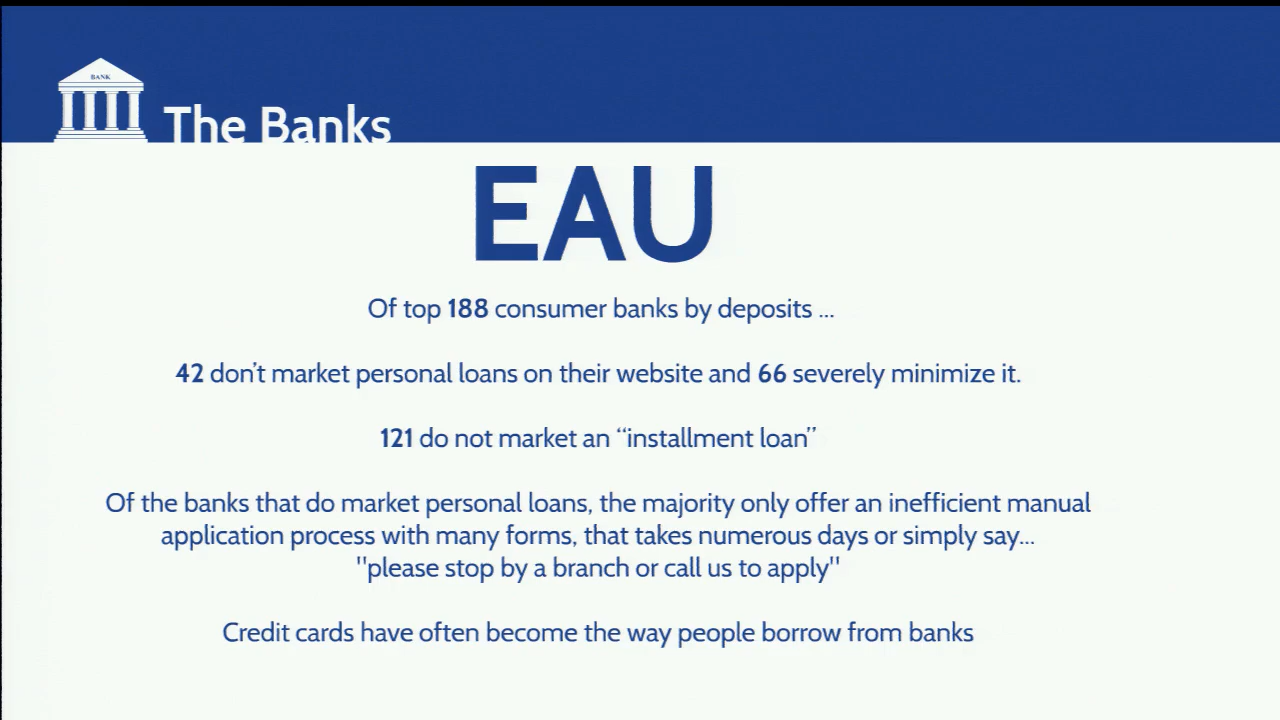 BANK
The Banks
EAU
Of top 188 consumer banks by deposits ...
42 don’t market personal loans on their website and 66 severely minimize it.
121 do not market an “installment loan”
Of the banks that do market personal loans, the majority only offer an inefficient manual
application process with many forms, that takes numerous days or simply say...
"please stop by a branch or call us to apply"
Credit cards have often become the way people borrow from banks